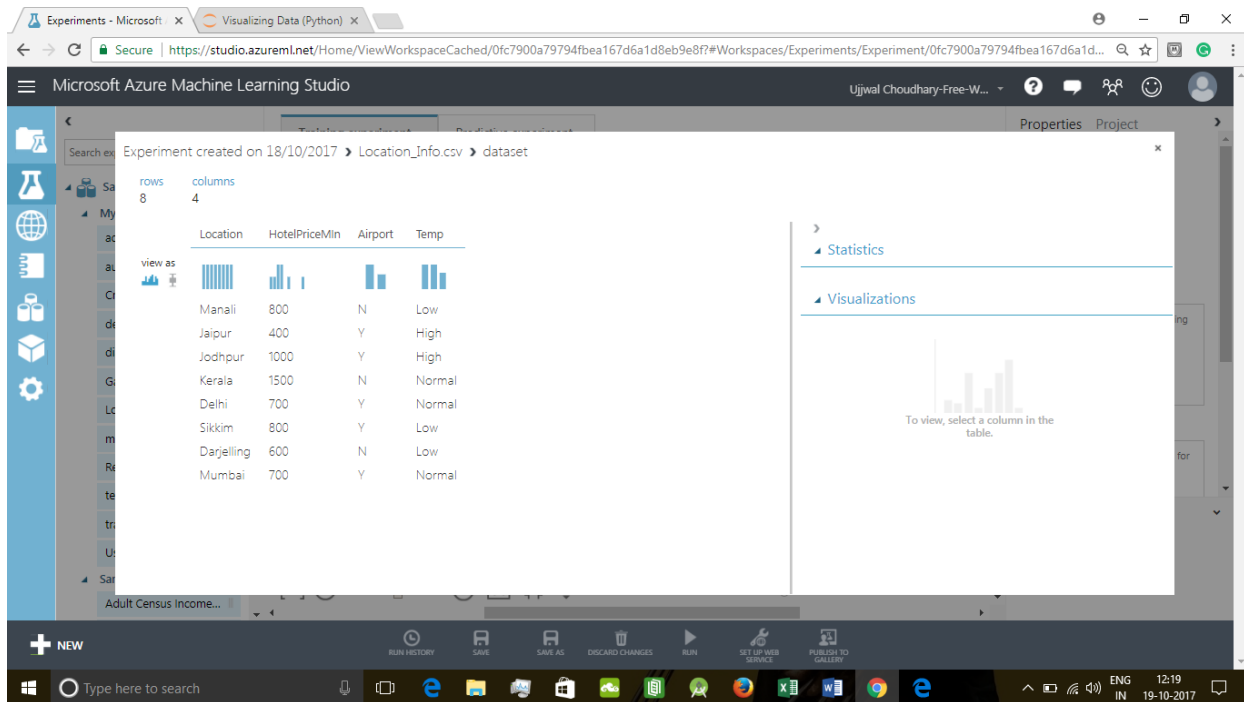 Experiments - Microsoft
Visualizing Data (Python)
Secure | https://studio.azureml.net/Home/ViewWorkspaceCached/0fc7900a79794fbea167d6a1d8eb9e8f?#Workspaces/Experiments/Experiment/0fc7900a79794fbea167d6a1d...
Microsoft Azure Machine Learning Studio
Ujjwal Choudhary-Free-W...
Properties Project
Experiment created on 18/10/2017 > Location_Info.csv > dataset
rows columns
8 4
Location HotelPriceMIn Airport Temp
view as
Manali 800 N Low
Jaipur 400 Y High
Jodhpur 1000 Y High
Kerala 1500 N Normal
Delhi 700 Y Normal
Sikkim 800 Y Low
Darjelling 600 N Low
Mumbai 700 Y Normal
Statistics
Visualizations
To view, select a column in the
table.
for
Adult Census Income...
NEW
RUN HISTORY
SAVE
SAVE AS
DISCARD CHANGES
RUN
SET UP WEB
SERVICE
PUBLISH TO
GALLERY
Type here to search
ENG
IN
12:19
19-10-2017